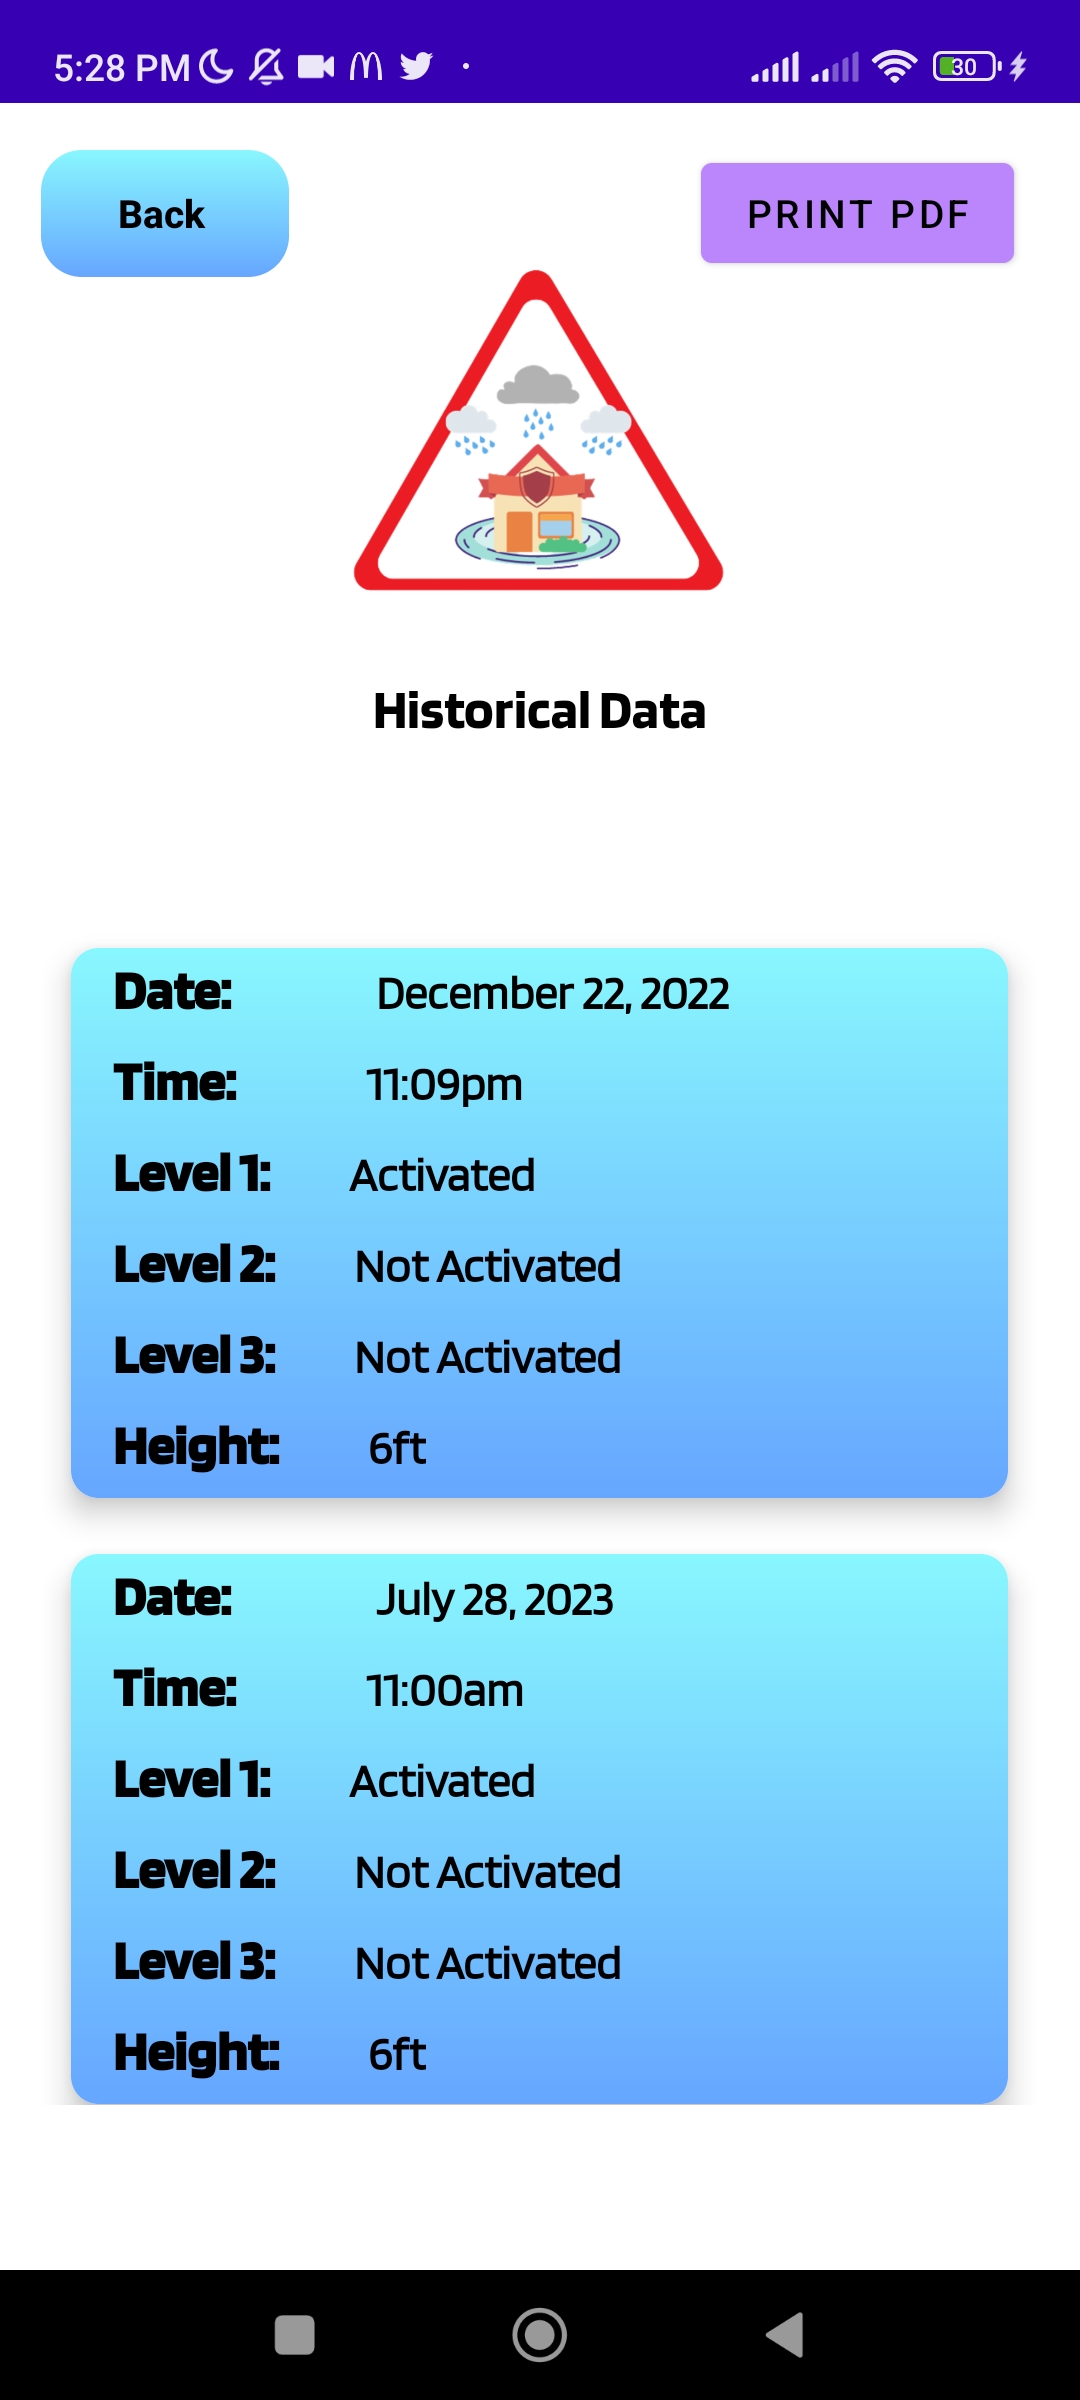 5:28 PM
30
Back
PRINT PDF
Historical Data
Date: December 22, 2022
Time: 11:09pm
Level 1: Activated
Level 2: Not Activated
Level 3: Not Activated
Height: 6ft
Date: July 28, 2023
Time: 11:00am
Level 1: Activated
Level 2: Not Activated
Level 3: Not Activated
Height: 6ft